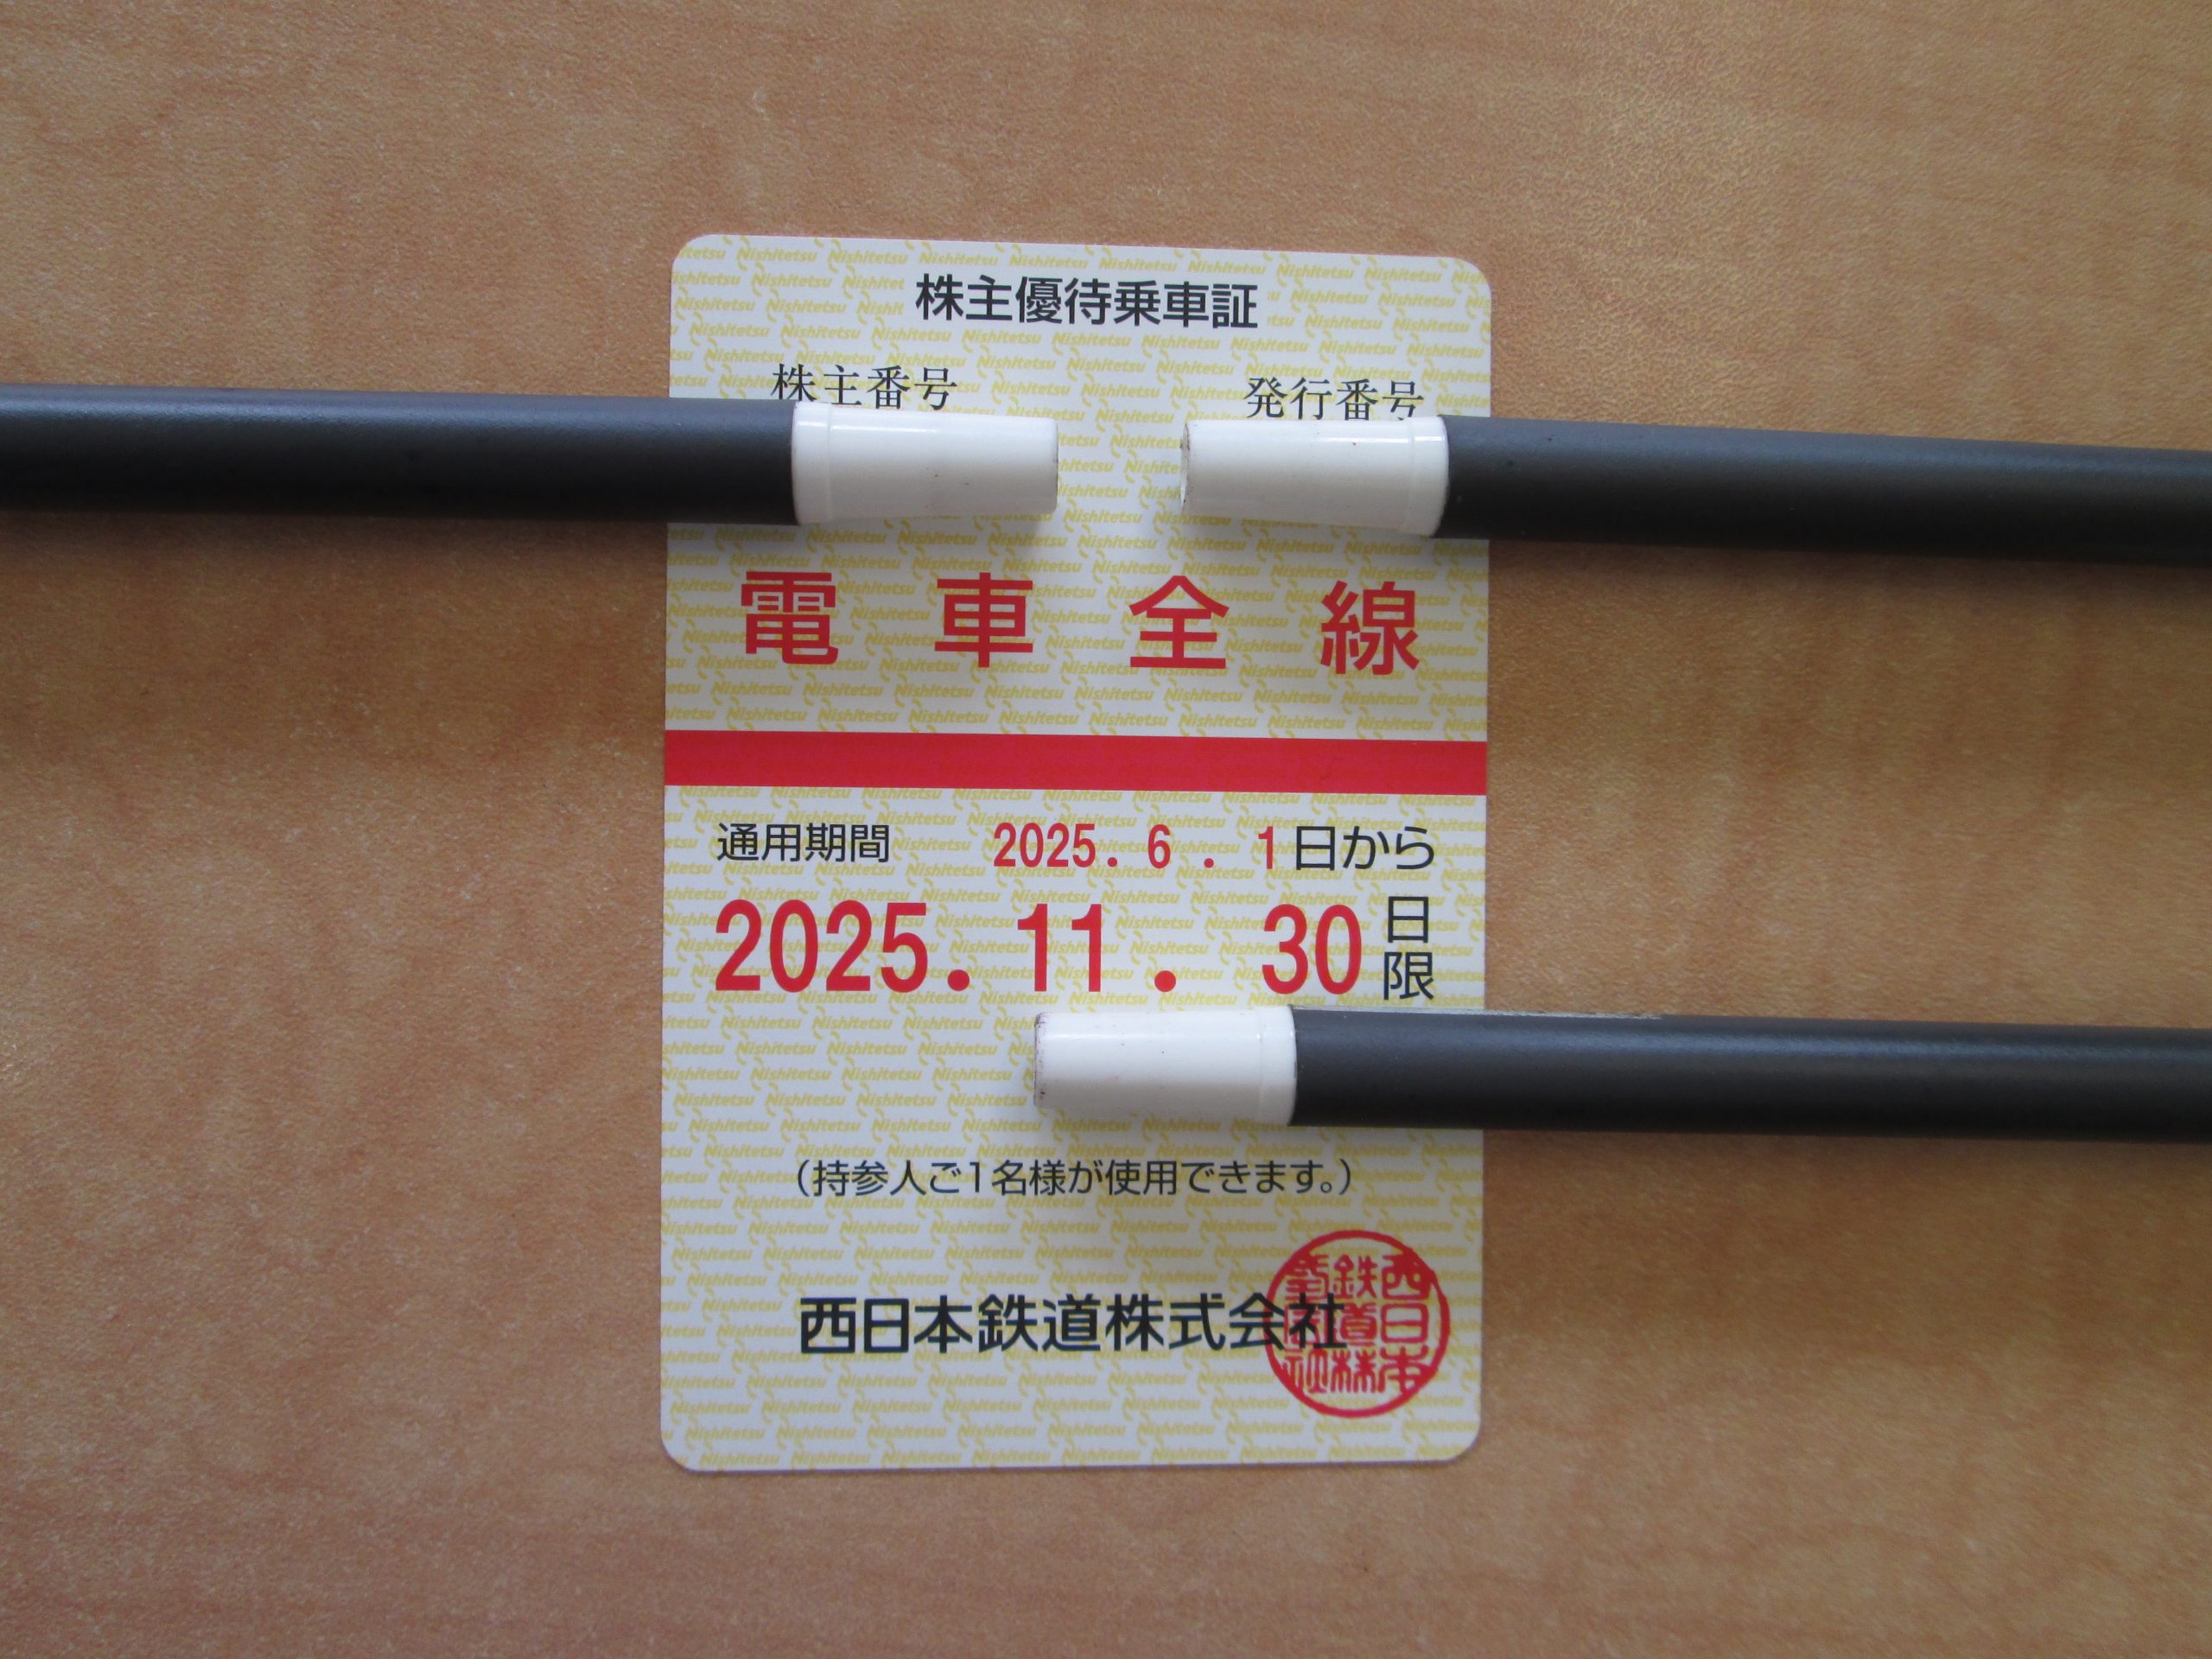 株主優待乗車証
株主番号 発行番号
電車全線
通用期間 2025. 6 . 1日から
2025. 11. 30日限
(持参人ご1名様が使用できます。)
西日本鉄道株式会社